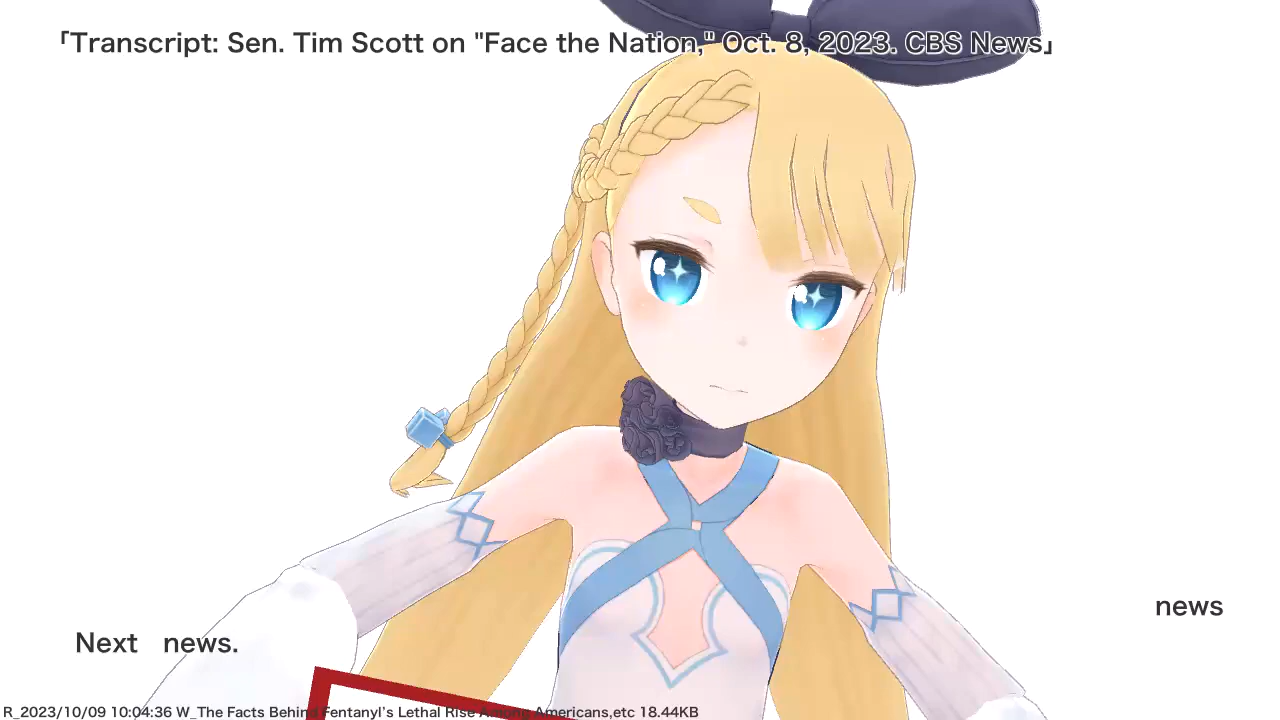 「Transcript: Sen. Tim Scott on "Face the Nation," Oct. 8, 2023. CBS News」
news
Next news.
R_2023/10/09 10:04:36 W_The Facts Behind Fentanyl's Lethal Rise Among Americans,etc 18.44KB